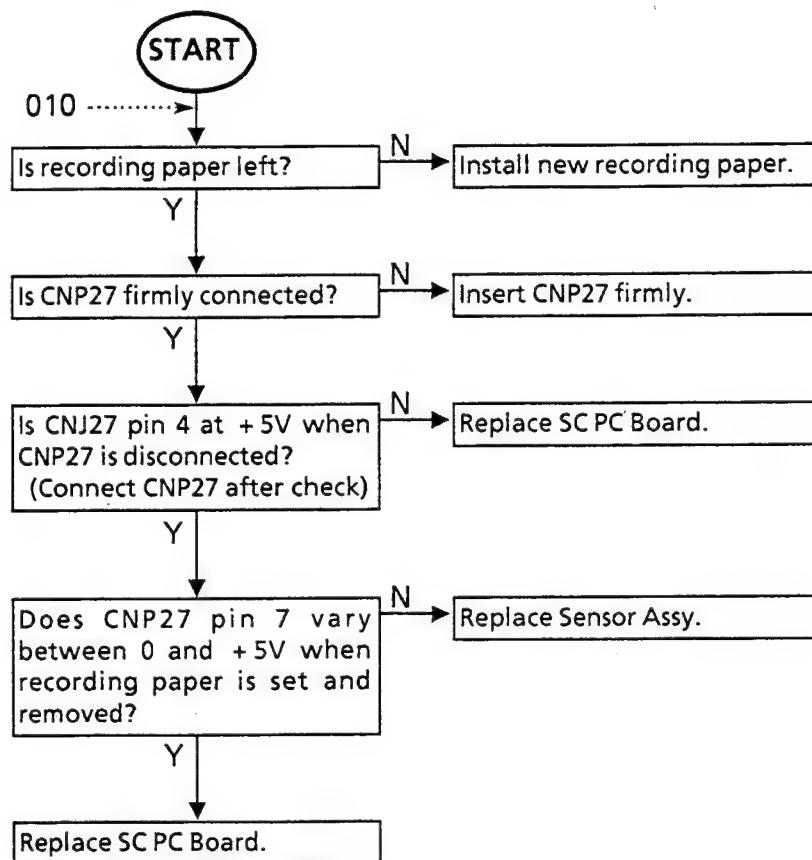 START
010
Is recording paper left?
N
Install new recording paper.
Y
Is CNP27 firmly connected?
N
Insert CNP27 firmly.
Y
Is CNJ27 pin 4 at +5V when
CNP27 is disconnected?
(Connect CNP27 after check)
N
Replace SC PC Board.
Y
Does CNP27 pin 7 vary
between 0 and +5V when
recording paper is set and
removed?
N
Replace Sensor Assy.
Y
Replace SC PC Board.